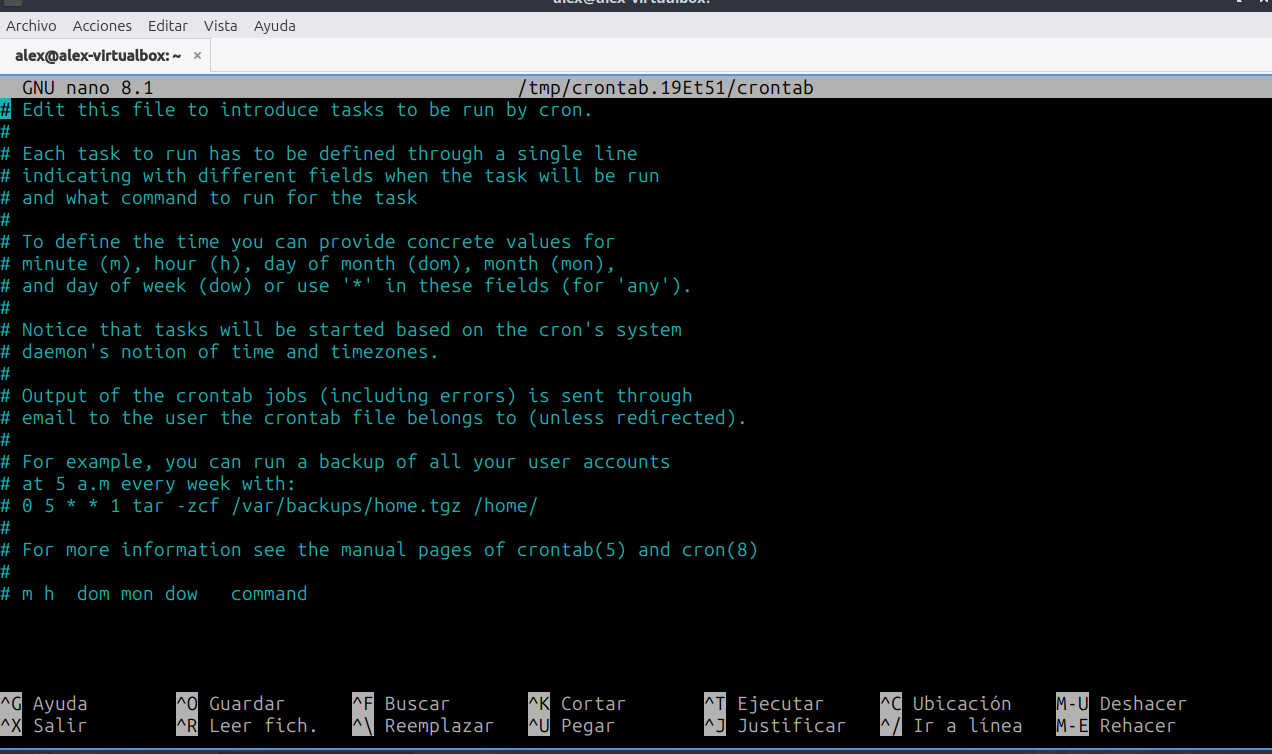 alex@alex-virtualbox:
Archivo Acciones Editar Vista Ayuda
alex@alex-virtualbox: ~ ×
GNU nano 8.1 /tmp/crontab.19Et51/crontab
# Edit this file to introduce tasks to be run by cron.
#
# Each task to run has to be defined through a single line
# indicating with different fields when the task will be run
# and what command to run for the task
#
# To define the time you can provide concrete values for
# minute (m), hour (h), day of month (dom), month (mon),
# and day of week (dow) or use '*' in these fields (for 'any').
#
# Notice that tasks will be started based on the cron's system
# daemon's notion of time and timezones.
#
# Output of the crontab jobs (including errors) is sent through
# email to the user the crontab file belongs to (unless redirected).
#
# For example, you can run a backup of all your user accounts
# at 5 a.m every week with:
# 0 5 * * 1 tar -zcf /var/backups/home.tgz /home/
#
# For more information see the manual pages of crontab(5) and cron(8)
#
# m h  dom mon dow   command
^G Ayuda ^O Guardar ^F Buscar ^K Cortar ^T Ejecutar ^C Ubicación M-U Deshacer
^X Salir ^R Leer fich. ^\ Reemplazar ^U Pegar ^J Justificar ^/ Ir a línea M-E Rehacer